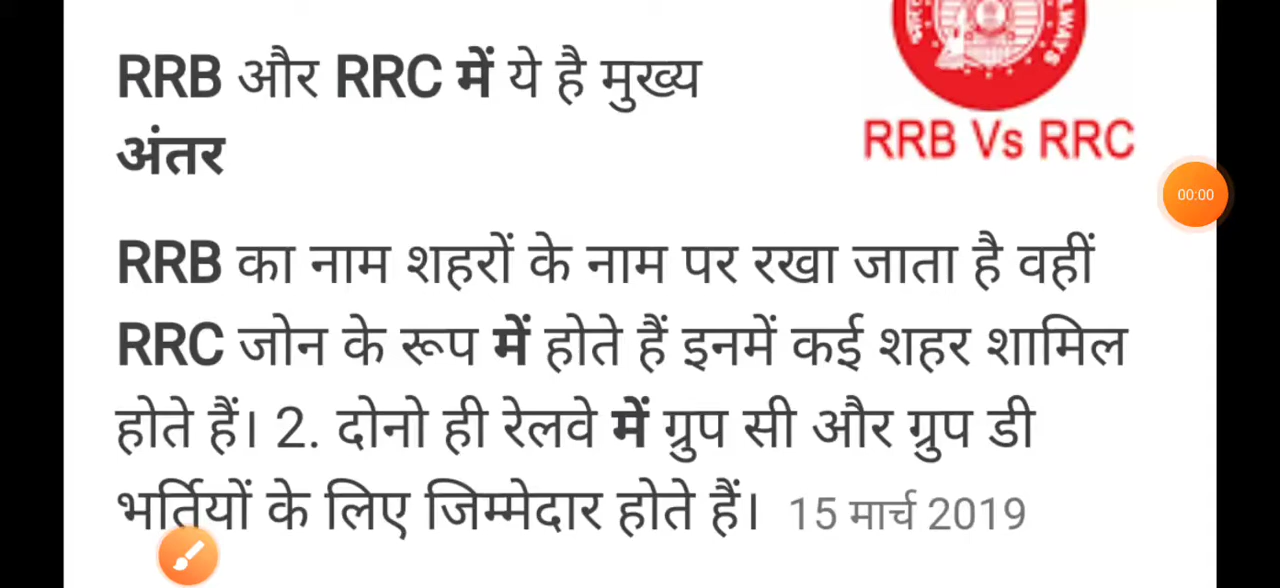 RRB और RRC में ये है मुख्य
अंतर
RRB Vs RRC
00:00
RRB का नाम शहरों के नाम पर रखा जाता है वहीं
RRC जोन के रूप में होते हैं इनमें कई शहर शामिल
होते हैं। 2. दोनो ही रेलवे में ग्रुप सी और ग्रुप डी
भर्तियों के लिए जिम्मेदार होते हैं। 15 मार्च 2019